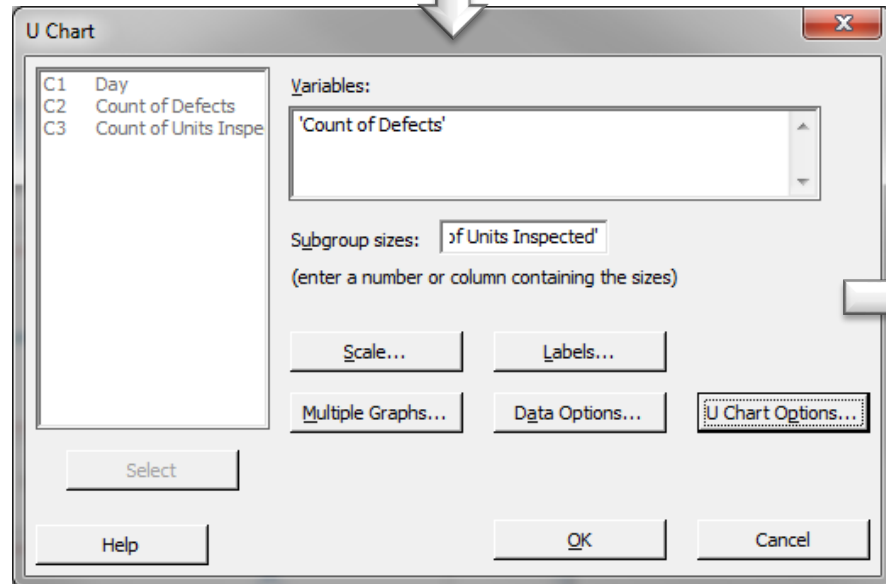 U Chart
x
C1 Day
C2 Count of Defects
C3 Count of Units Inspe
Variables:
'Count of Defects'
Subgroup sizes: of Units Inspected'
(enter a number or column containing the sizes)
Scale... Labels...
Multiple Graphs... Data Options... U Chart Options...
Select
Help OK Cancel